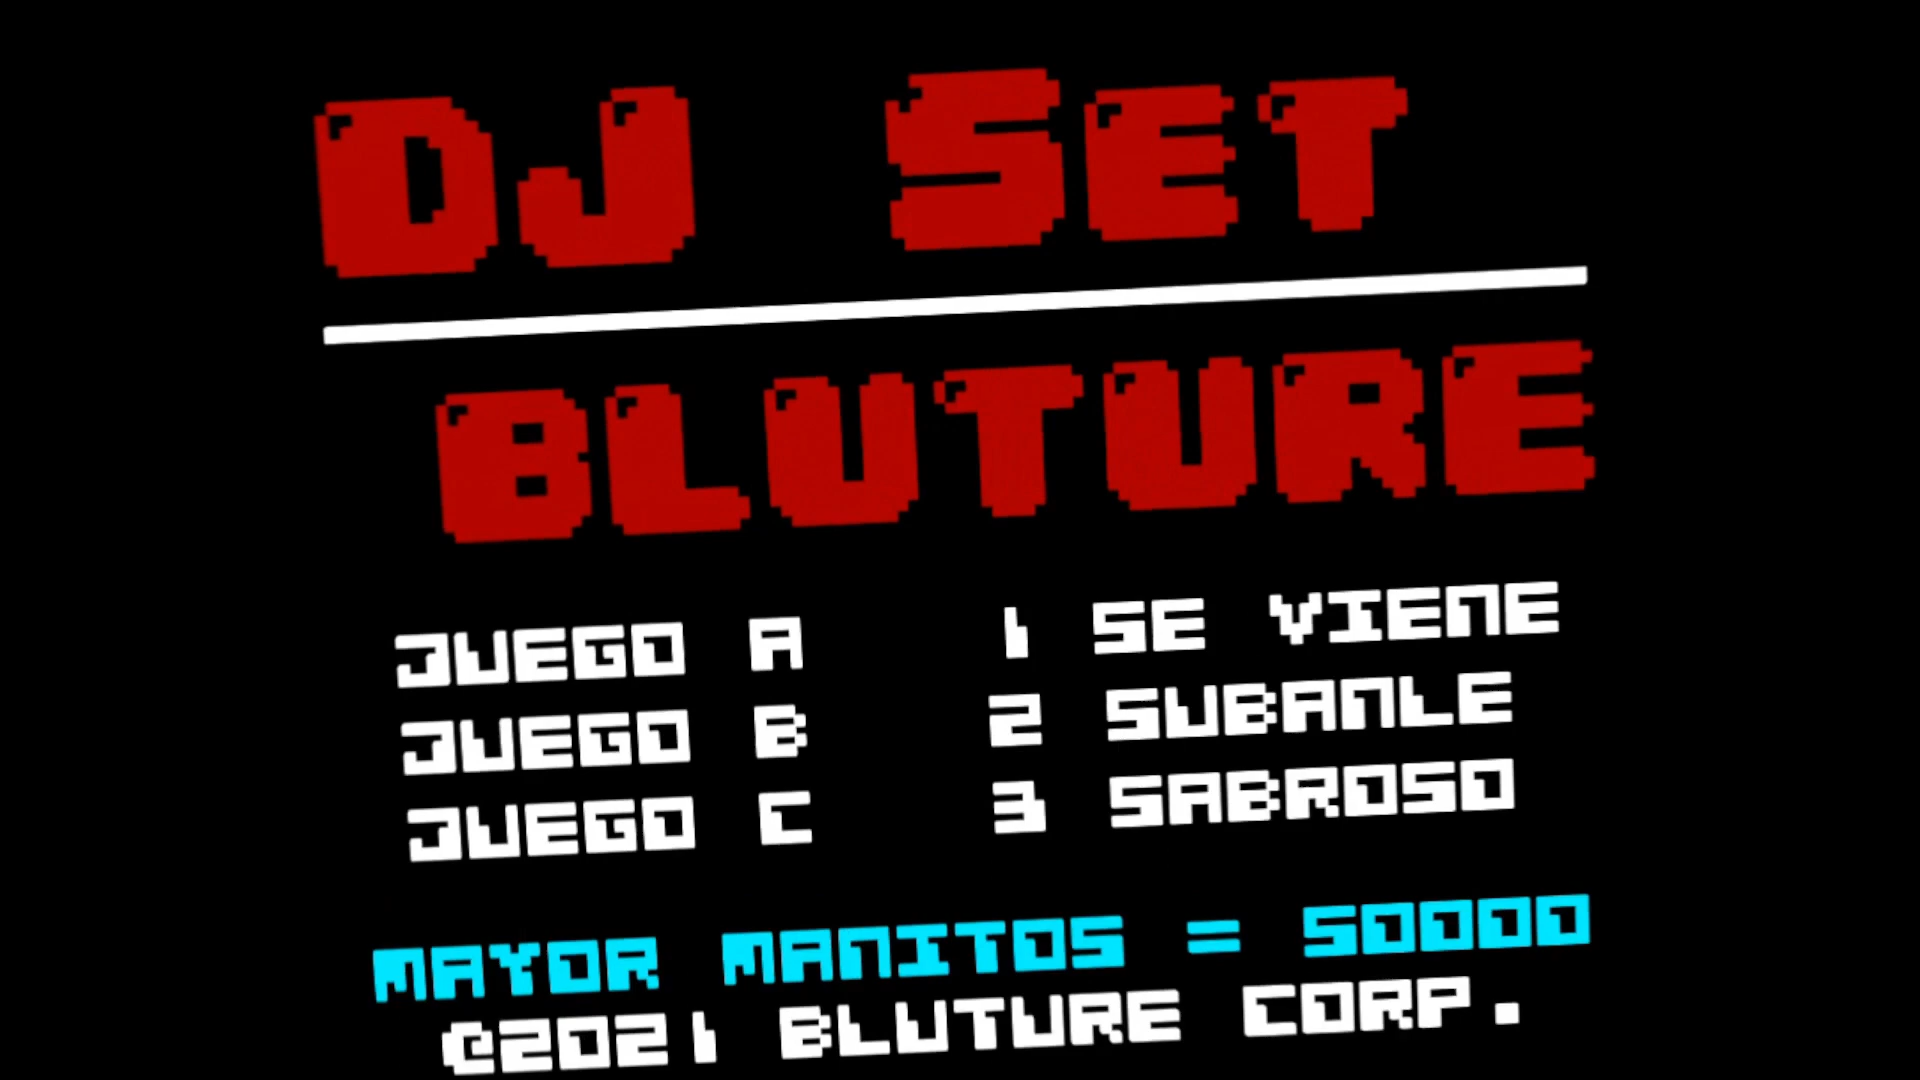 DJ SET
BLUTURE
JUEGO A 1 SE VIENE
JUEGO B 2 SUBANLE
JUEGO C 3 SABROSO
MAYOR MANITOS = 50000
©2021 BLUTURE CORP.